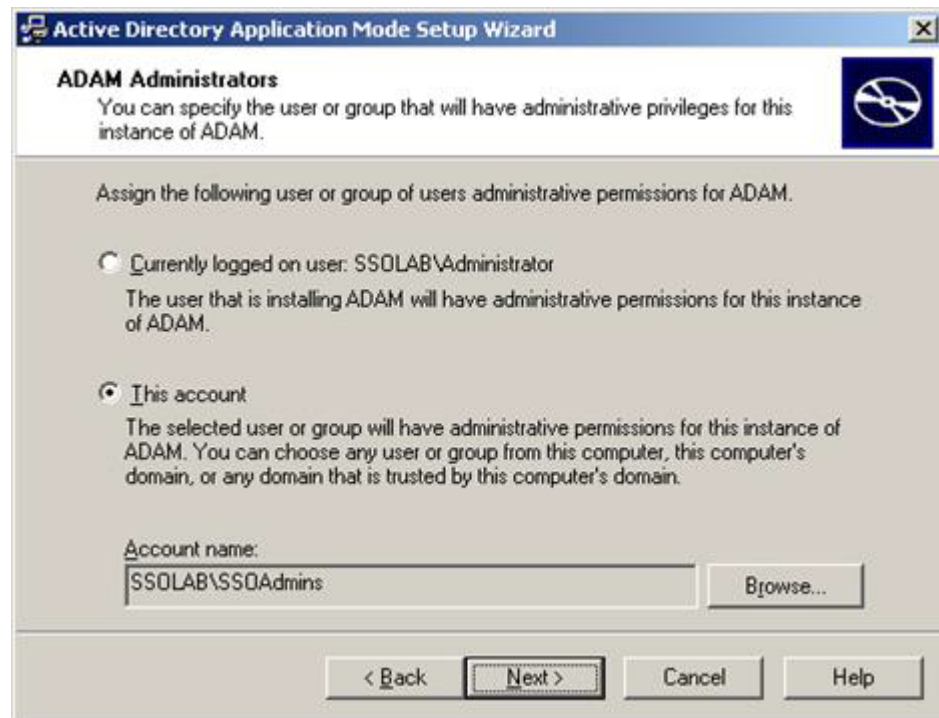 Active Directory Application Mode Setup Wizard
ADAM Administrators
You can specify the user or group that will have administrative privileges for this
instance of ADAM.
Assign the following user or group of users administrative permissions for ADAM.
Currently logged on user: SSOLAB\Administrator
The user that is installing ADAM will have administrative permissions for this instance
of ADAM.
This account
The selected user or group will have administrative permissions for this instance of
ADAM. You can choose any user or group from this computer, this computer's
domain, or any domain that is trusted by this computer's domain.
Account name:
SSOLAB\SSOAdmins
Browse...
< Back
Next >
Cancel
Help